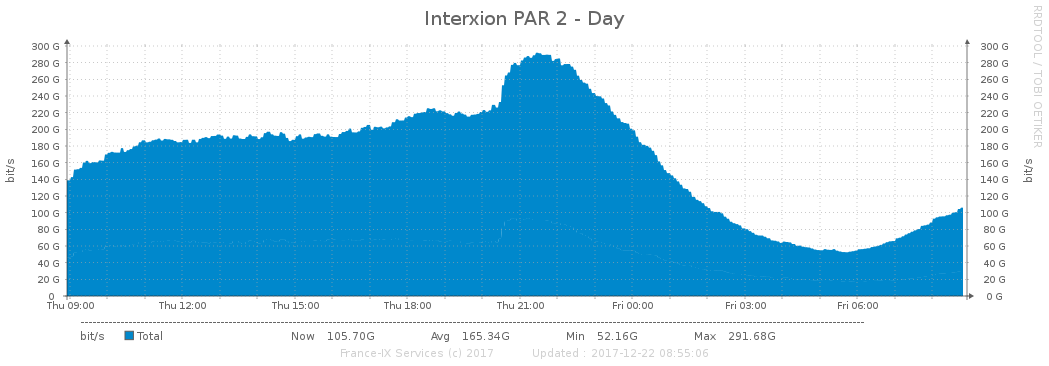 Interxion PAR 2 - Day
RRDTOOL / TOBI OETIKER
bit/s
300 G 300 G
280 G 280 G
260 G 260 G
240 G 240 G
220 G 220 G
200 G 200 G
180 G 180 G
160 G 160 G
140 G 140 G
120 G 120 G
100 G 100 G
80 G 80 G
60 G 60 G
40 G 40 G
20 G 20 G
0 0 G
bit/s
Thu 09:00 Thu 12:00 Thu 15:00 Thu 18:00 Thu 21:00 Fri 00:00 Fri 03:00 Fri 06:00
bit/s Total Now 105.70G Avg 165.34G Min 52.16G Max 291.68G
France-IX Services (c) 2017 Updated : 2017-12-22 08:55:06